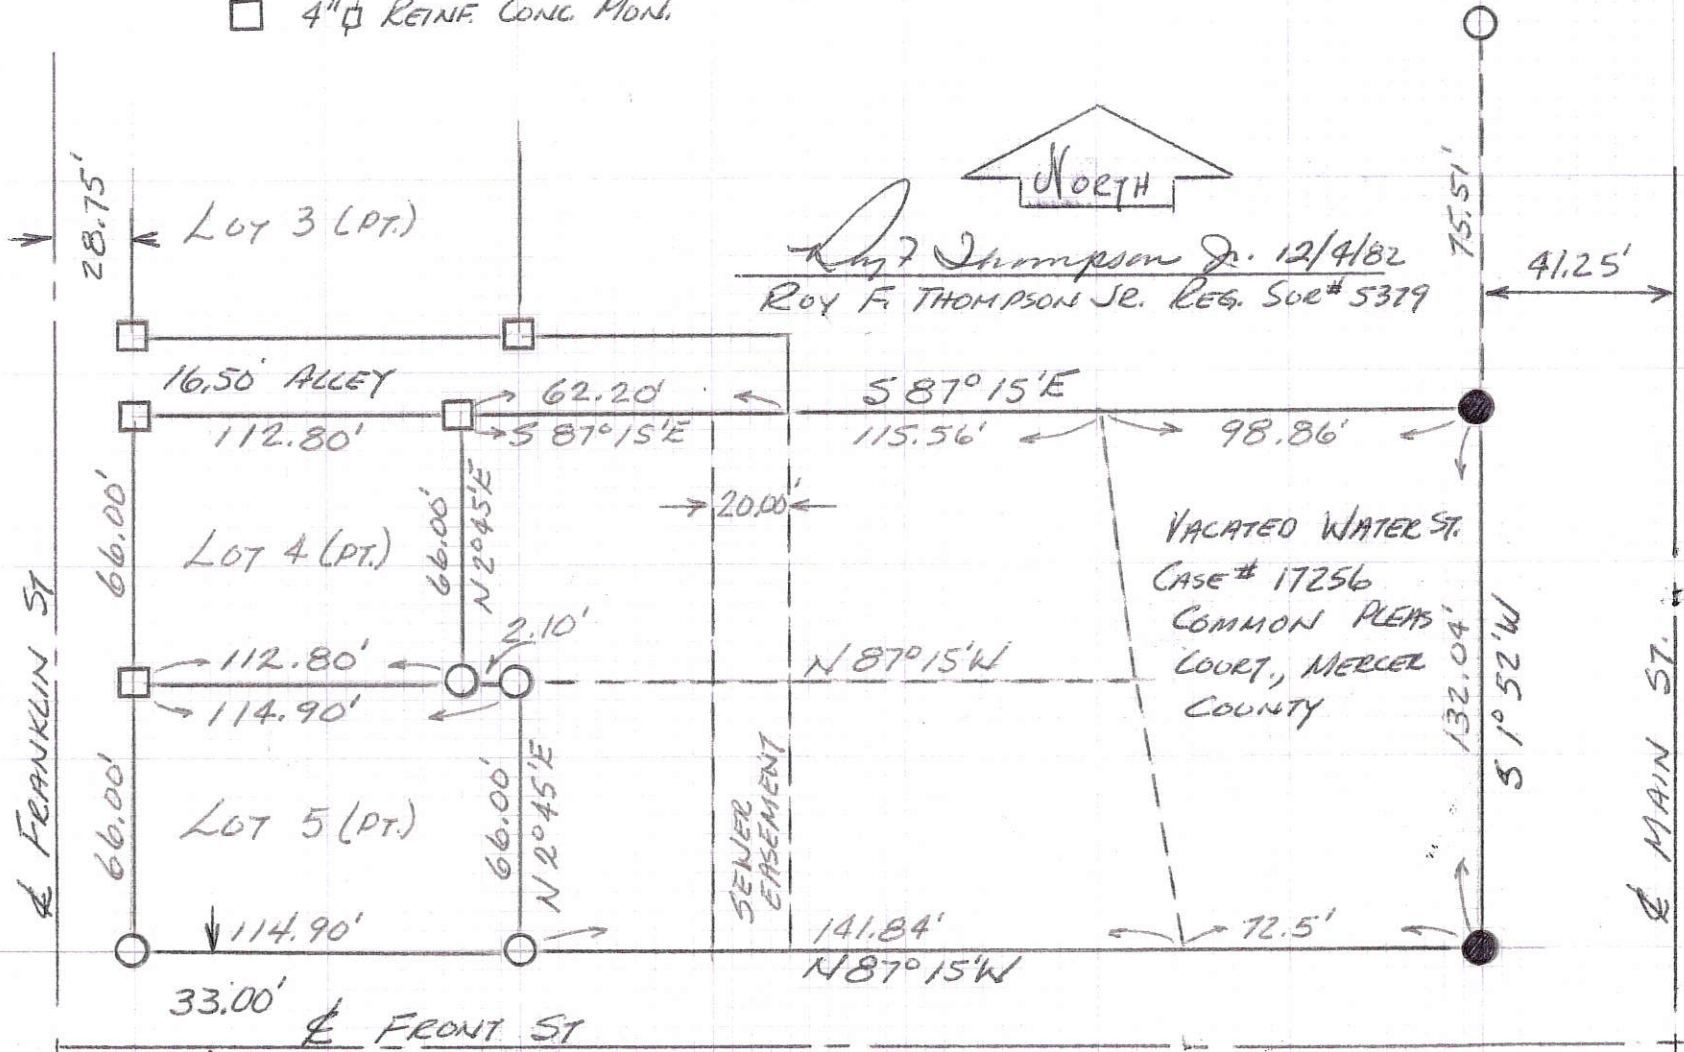 4"⏀ REINF. CONC. MON.
28.75'
LOT 3 (PT.)
NORTH
Roy F Thompson Jr. 12/4/82
ROY F. THOMPSON JR. REG. SUR# 5379
75.51'
41.25'
16.50' ALLEY
62.20'
S 87° 15' E
112.80'
S 87° 15' E
115.56'
98.86'
66.00'
66.00'
N 2° 45' E
20.00'
LOT 4 (PT.)
VACATED WATER ST.
CASE # 17256
COMMON PLEAS
COURT., MERCER
COUNTY
132.04'
S 1° 52' W
℄ FRANKLIN ST
112.80'
2.10'
N 87° 15' W
114.90'
66.00'
LOT 5 (PT.)
66.00'
N 2° 45' E
SEWER
EASEMENT
℄ MAIN ST.
114.90'
141.84'
72.5'
N 87° 15' W
33.00'
℄ FRONT ST